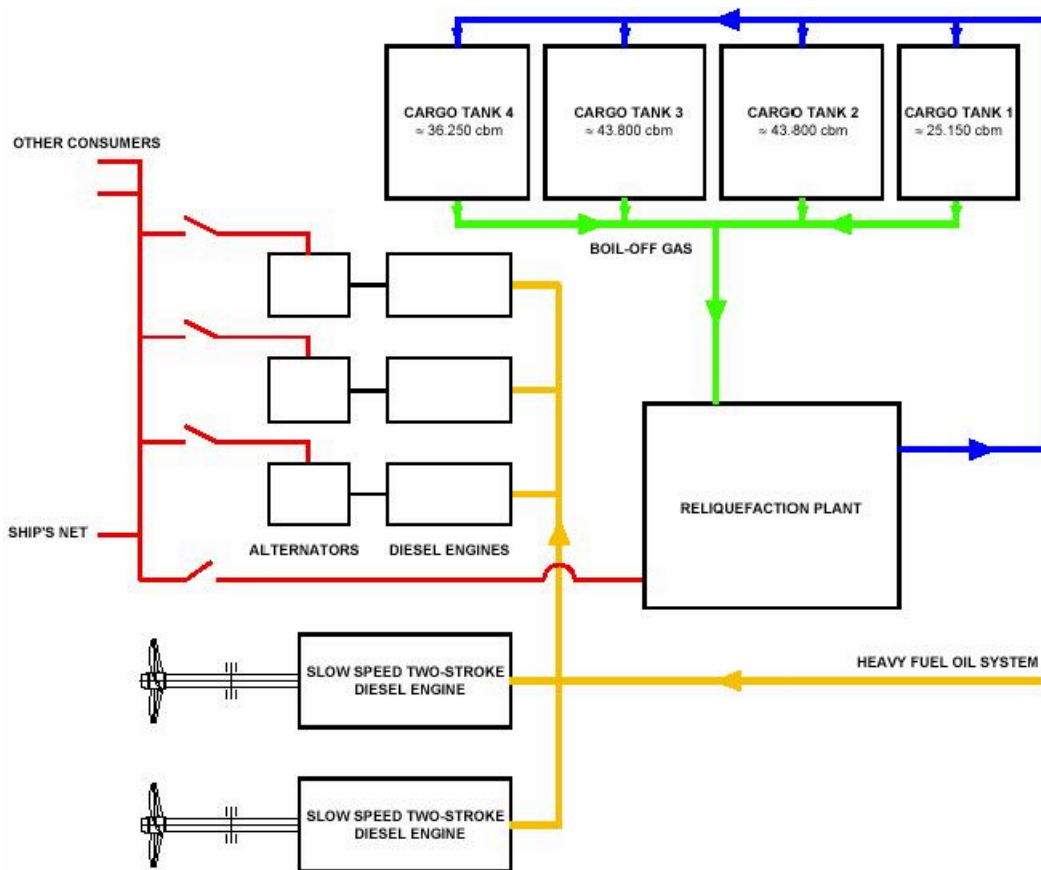 CARGO TANK 4
≈ 36.250 cbm
CARGO TANK 3
≈ 43.800 cbm
CARGO TANK 2
≈ 43.800 cbm
CARGO TANK 1
≈ 25.150 cbm
OTHER CONSUMERS
BOIL-OFF GAS
RELIQUEFACTION PLANT
SHIP'S NET
ALTERNATORS
DIESEL ENGINES
SLOW SPEED TWO-STROKE
DIESEL ENGINE
HEAVY FUEL OIL SYSTEM
SLOW SPEED TWO-STROKE
DIESEL ENGINE